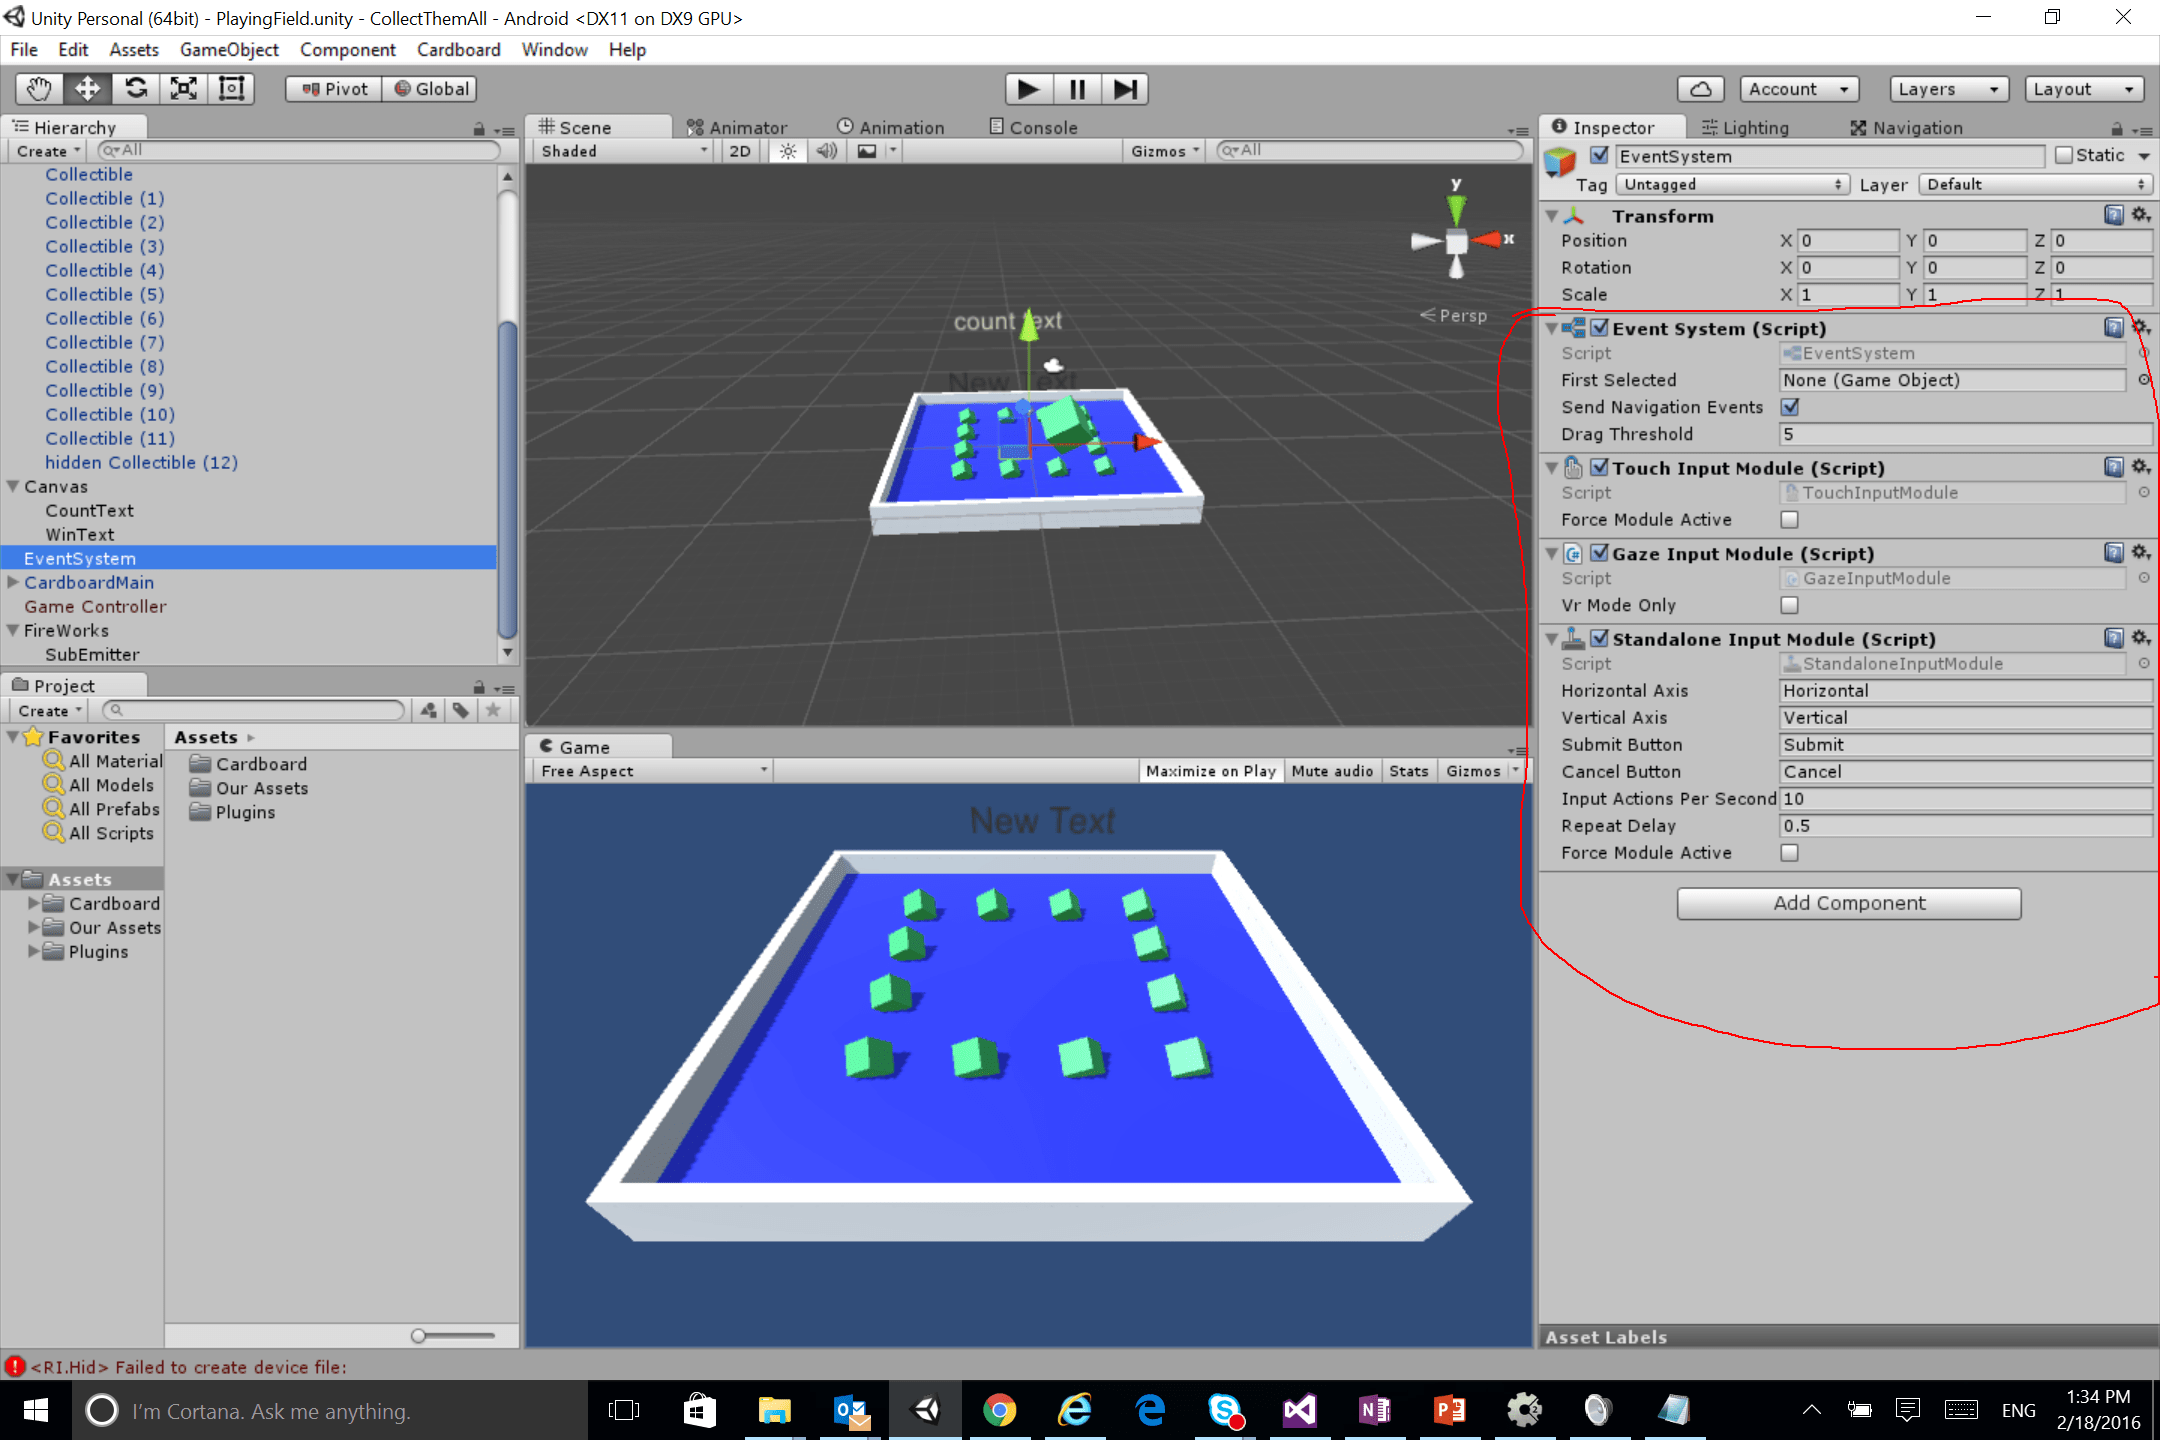 Unity Personal (64bit) - PlayingField.unity - CollectThemAll - Android <DX11 on DX9 GPU>
File Edit Assets GameObject Component Cardboard Window Help
Pivot Global Account Layers Layout
Hierarchy
Create All
Collectible
Collectible (1)
Collectible (2)
Collectible (3)
Collectible (4)
Collectible (5)
Collectible (6)
Collectible (7)
Collectible (8)
Collectible (9)
Collectible (10)
Collectible (11)
hidden Collectible (12)
Canvas
CountText
WinText
EventSystem
CardboardMain
Game Controller
FireWorks
SubEmitter
Project
Create
Favorites
All Material
All Models
All Prefabs
All Scripts
Assets
Cardboard
Our Assets
Plugins
Assets
Cardboard
Our Assets
Plugins
Scene Animator Animation Console
Shaded 2D Gizmos All
y
x
Persp
count text
New Text
Game
Free Aspect Maximize on Play Mute audio Stats Gizmos
New Text
Inspector Lighting Navigation
EventSystem Static
Tag Untagged Layer Default
Transform
Position X 0 Y 0 Z 0
Rotation X 0 Y 0 Z 0
Scale X 1 Y 1 Z 1
Event System (Script)
Script EventSystem
First Selected None (Game Object)
Send Navigation Events
Drag Threshold 5
Touch Input Module (Script)
Script TouchInputModule
Force Module Active
Gaze Input Module (Script)
Script GazeInputModule
Vr Mode Only
Standalone Input Module (Script)
Script StandaloneInputModule
Horizontal Axis Horizontal
Vertical Axis Vertical
Submit Button Submit
Cancel Button Cancel
Input Actions Per Second 10
Repeat Delay 0.5
Force Module Active
Add Component
Asset Labels
<RI.Hid> Failed to create device file:
I'm Cortana. Ask me anything.
ENG
1:34 PM
2/18/2016